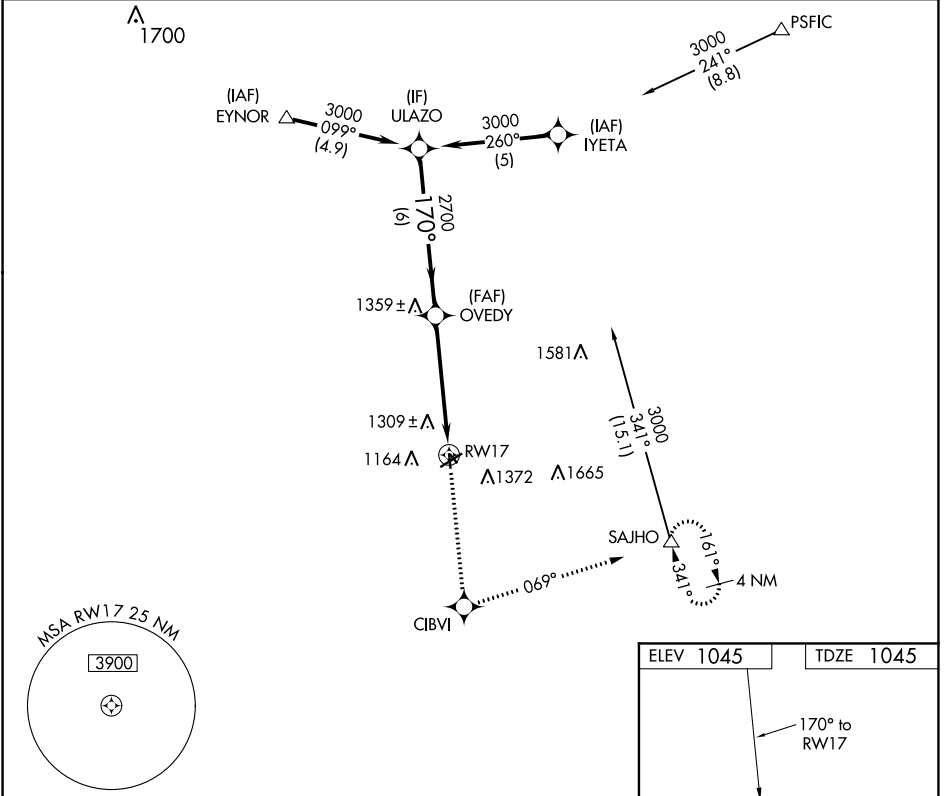 1700
PSFIC
3000
241°
(8.8)
(IAF)
EYNOR
3000
099°
(4.9)
(IF)
ULAZO
3000
260°
(5)
(IAF)
IYETA
2700
170°
(6)
1359 ±
(FAF)
OVEDY
1581
1309 ±
1164
RW17
1372
1665
3000
341°
(15.1)
SAJHO
161°
341°
4 NM
069°
CIBVI
MSA RW17 25 NM
3900
ELEV 1045
TDZE 1045
170° to
RW17